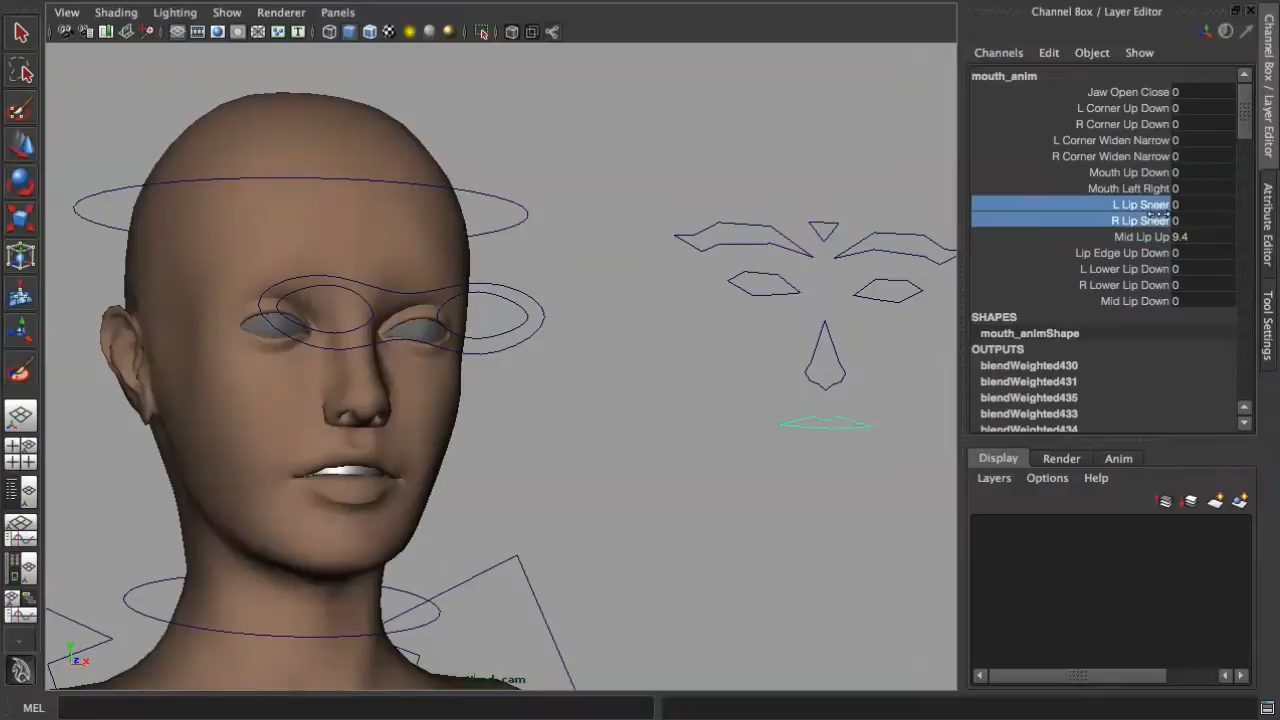 View Shading Lighting Show Renderer Panels
Channel Box / Layer Editor
Channels Edit Object Show
mouth_anim
Jaw Open Close 0
L Corner Up Down 0
R Corner Up Down 0
L Corner Widen Narrow 0
R Corner Widen Narrow 0
Mouth Up Down 0
Mouth Left Right 0
L Lip Sneer 0
R Lip Sneer 0
Mid Lip Up 9.4
Lip Edge Up Down 0
L Lower Lip Down 0
R Lower Lip Down 0
Mid Lip Down 0
SHAPES
mouth_animShape
OUTPUTS
blendWeighted430
blendWeighted431
blendWeighted435
blendWeighted433
blendWeighted434
Display Render Anim
Layers Options Help
Channel Box / Layer Editor
Attribute Editor
Tool Settings
y
z x
cam
MEL